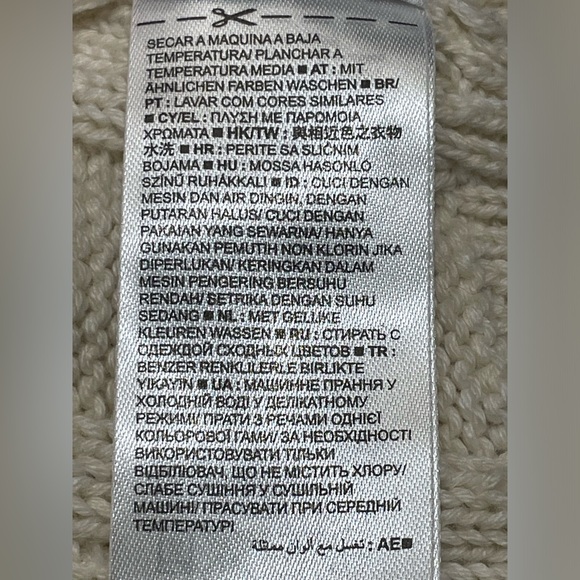 SECAR A MAQUINA A BAJA
TEMPERATURA/ PLANCHAR A
TEMPERATURA MEDIA ■ AT : MIT
ÄHNLICHEN FARBEN WASCHEN ■ BR/
PT : LAVAR COM CORES SIMILARES
■ CY/EL : ΠΛΥΣΗ ΜΕ ΠΑΡΟΜΟΙΑ
ΧΡΩΜΑΤΑ ■ HK/TW : 與相近色之衣物
水洗 ■ HR : PERITE SA SLIČNIM
BOJAMA ■ HU : MOSSA HASONLÓ
SZÍNŰ RUHÁKKAL ■ ID : CUCI DENGAN
MESIN DAN AIR DINGIN, DENGAN
PUTARAN HALUS/ CUCI DENGAN
PAKAIAN YANG SEWARNA/ HANYA
GUNAKAN PEMUTIH NON KLORIN JIKA
DIPERLUKAN/ KERINGKAN DALAM
MESIN PENGERING BERSUHU
RENDAH/ SETRIKA DENGAN SUHU
SEDANG ■ NL : MET GELIJKE
KLEUREN WASSEN ■ RU : СТИРАТЬ С
ОДЕЖДОЙ СХОДНЫХ ЦВЕТОВ ■ TR :
BENZER RENKLILERLE BIRLIKTE
YIKAYIN ■ UA : МАШИННЕ ПРАННЯ У
ХОЛОДНІЙ ВОДІ У ДЕЛІКАТНОМУ
РЕЖИМІ/ ПРАТИ З РЕЧАМИ ОДНІЄЇ
КОЛЬОРОВОЇ ГАМИ/ ЗА НЕОБХІДНОСТІ
ВИКОРИСТОВУВАТИ ТІЛЬКИ
ВІДБІЛЮВАЧ, ЩО НЕ МІСТИТЬ ХЛОРУ/
СЛАБЕ СУШІННЯ У СУШИЛЬНІЙ
МАШИНІ/ ПРАСУВАТИ ПРИ СЕРЕДНІЙ
ТЕМПЕРАТУРІ
■ AE : تغسل مع ألوان مماثلة